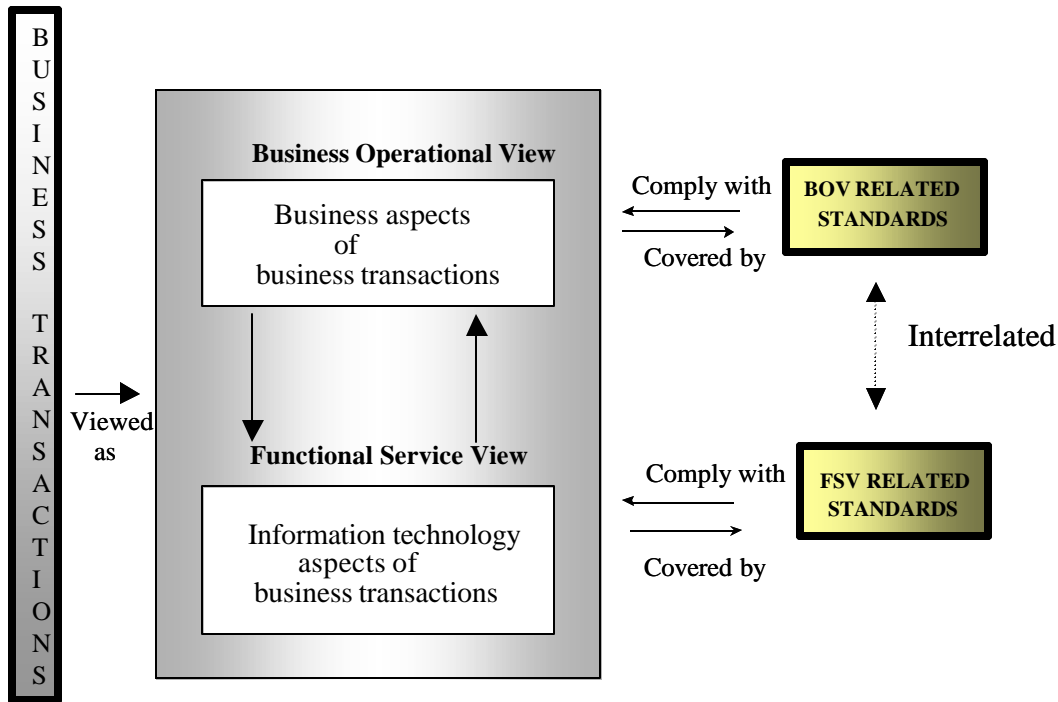 BUSINESS TRANSACTIONS
Viewed
as
Business Operational View
Business aspects
of
business transactions
Functional Service View
Information technology
aspects of
business transactions
Comply with
Covered by
BOV RELATED
STANDARDS
Interrelated
Comply with
Covered by
FSV RELATED
STANDARDS